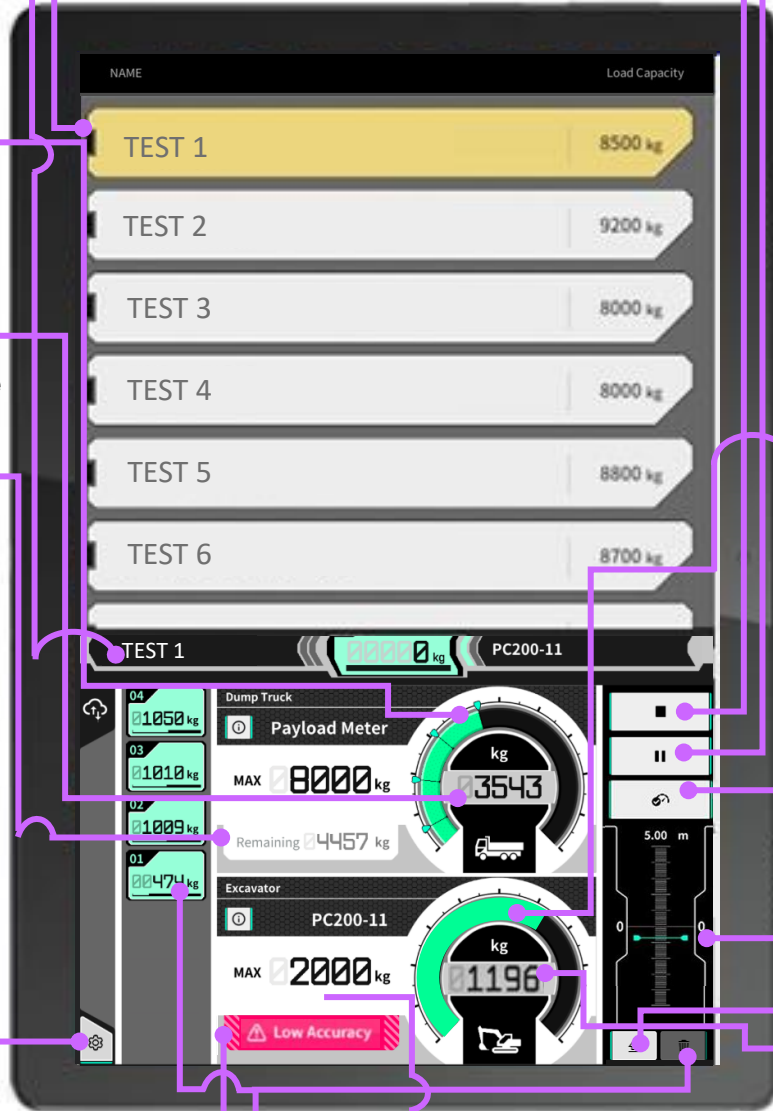 NAME Load Capacity
TEST 1 8500 kg
TEST 2 9200 kg
TEST 3 8000 kg
TEST 4 8000 kg
TEST 5 8800 kg
TEST 6 8700 kg
TEST 1 00000 kg PC200-11
04
01050 kg
03
01010 kg
02
01009 kg
01
00474 kg
Dump Truck
Payload Meter
MAX 08000 kg
Remaining 04457 kg
kg
03543
Excavator
PC200-11
MAX 02000 kg
Low Accuracy
kg
01196
5.00 m
0 0